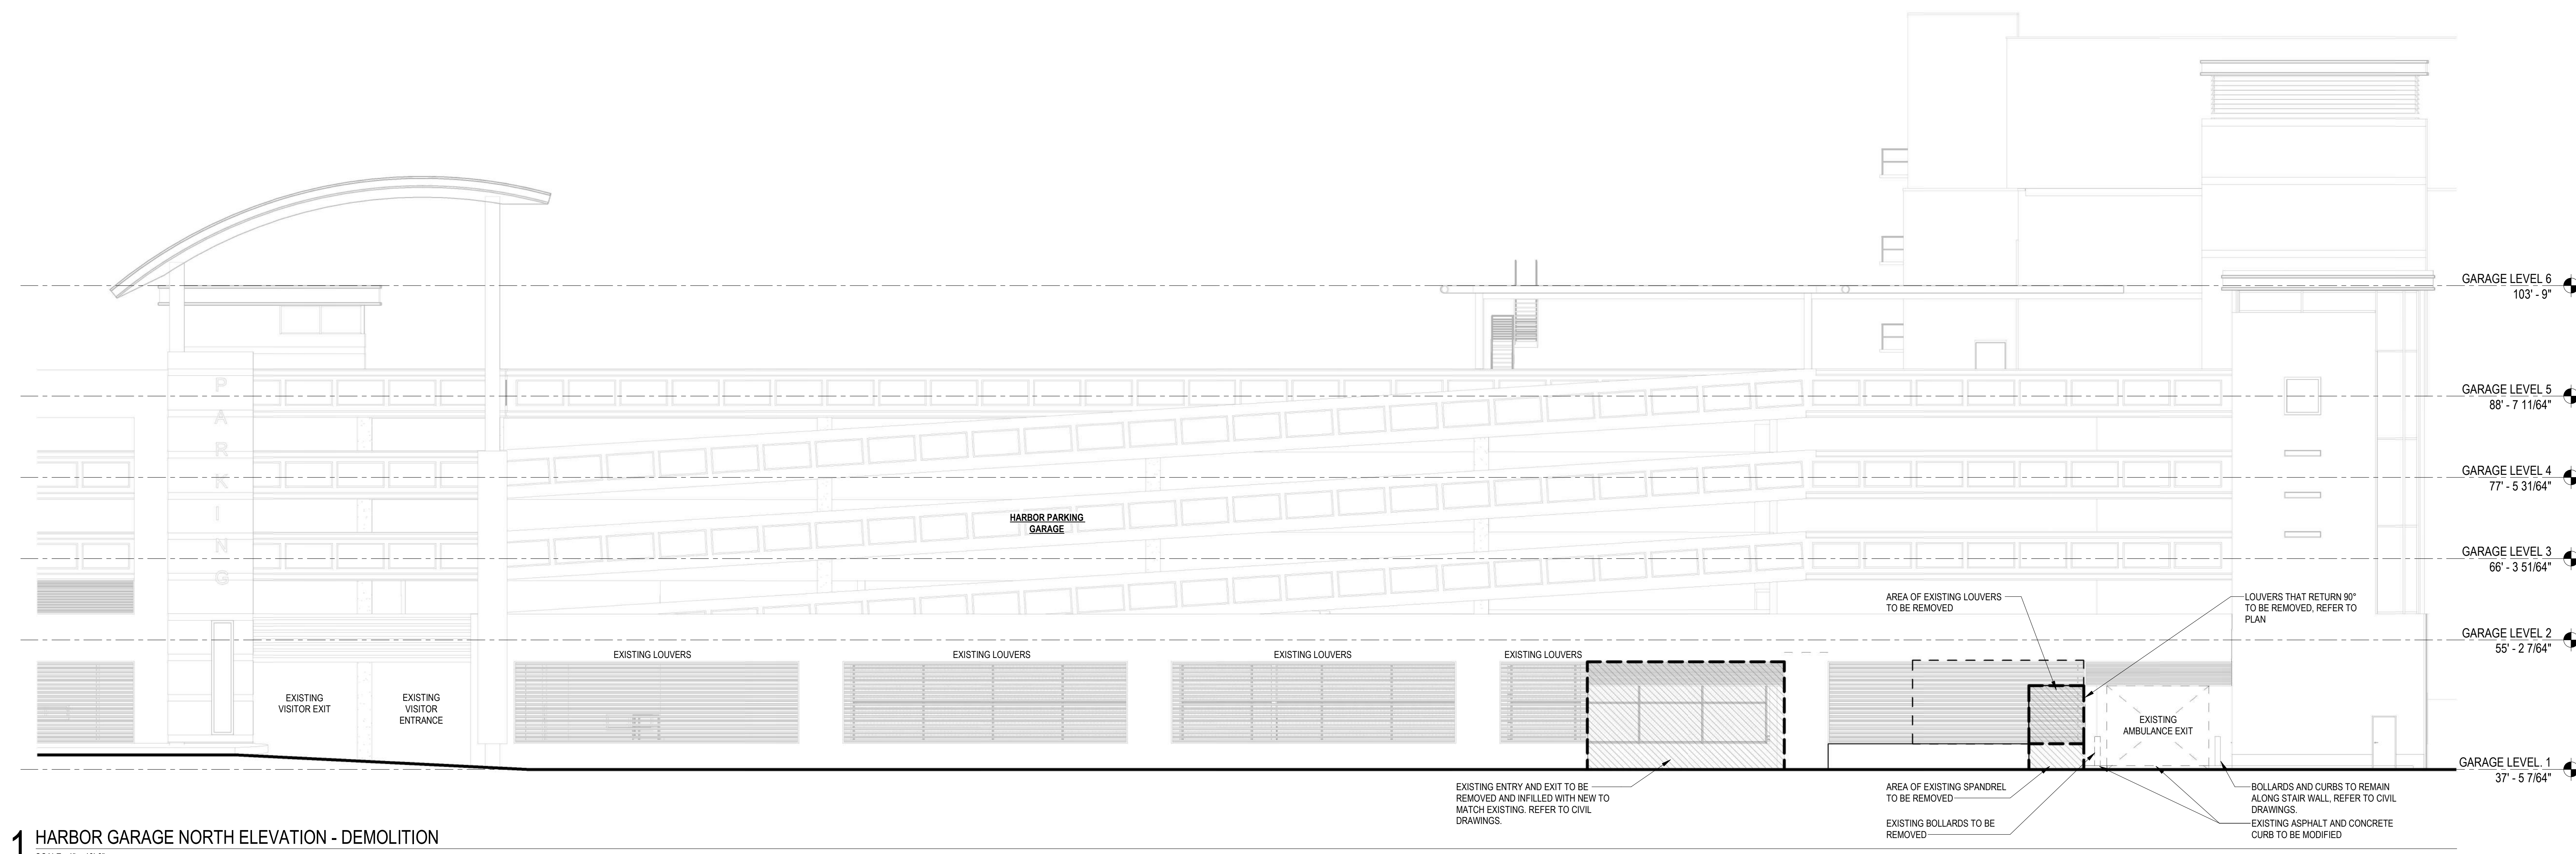 GARAGE LEVEL 6
103' - 9"
P
A
R
K
I
N
G
GARAGE LEVEL 5
88' - 7 11/64"
GARAGE LEVEL 4
77' - 5 31/64"
HARBOR PARKING
GARAGE
GARAGE LEVEL 3
66' - 3 51/64"
AREA OF EXISTING LOUVERS
TO BE REMOVED
LOUVERS THAT RETURN 90°
TO BE REMOVED, REFER TO
PLAN
GARAGE LEVEL 2
55' - 2 7/64"
EXISTING LOUVERS
EXISTING LOUVERS
EXISTING LOUVERS
EXISTING LOUVERS
EXISTING
VISITOR EXIT
EXISTING
VISITOR
ENTRANCE
EXISTING
AMBULANCE EXIT
GARAGE LEVEL. 1
37' - 5 7/64"
EXISTING ENTRY AND EXIT TO BE
REMOVED AND INFILLED WITH NEW TO
MATCH EXISTING. REFER TO CIVIL
DRAWINGS.
AREA OF EXISTING SPANDREL
TO BE REMOVED
EXISTING BOLLARDS TO BE
REMOVED
BOLLARDS AND CURBS TO REMAIN
ALONG STAIR WALL, REFER TO CIVIL
DRAWINGS.
EXISTING ASPHALT AND CONCRETE
CURB TO BE MODIFIED
1 HARBOR GARAGE NORTH ELEVATION - DEMOLITION